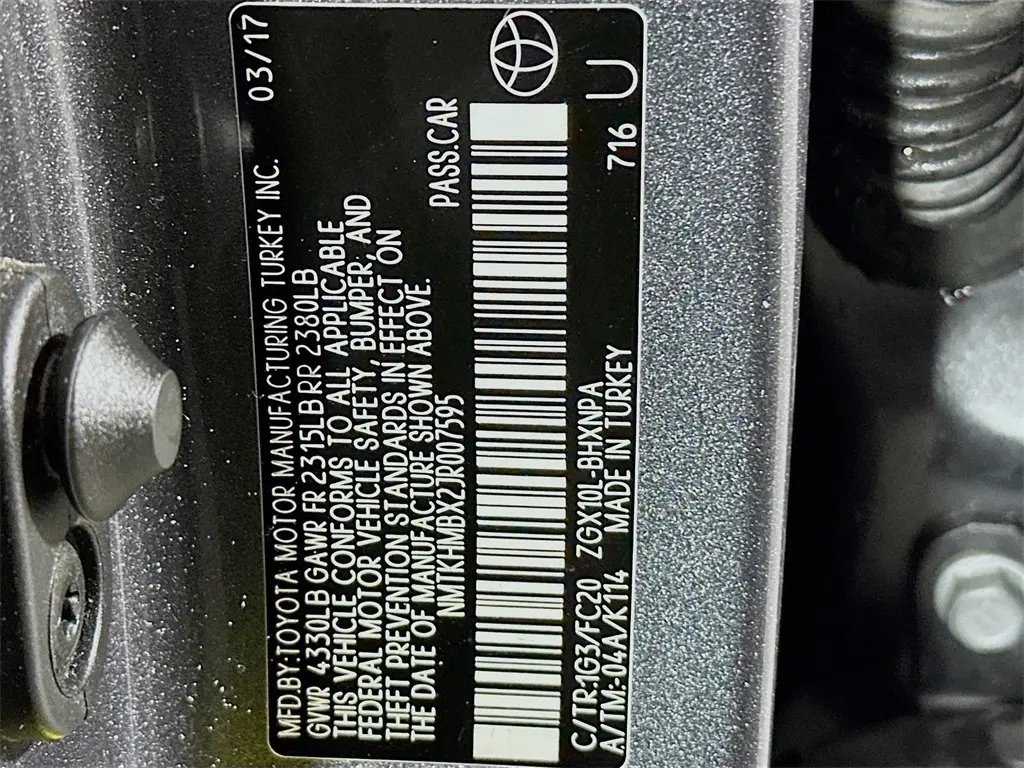 MFD.BY:TOYOTA MOTOR MANUFACTURING TURKEY INC. 03/17
GVWR 4330LB GAWR FR 2315LB RR 2380LB
THIS VEHICLE CONFORMS TO ALL APPLICABLE
FEDERAL MOTOR VEHICLE SAFETY, BUMPER, AND
THEFT PREVENTION STANDARDS IN EFFECT ON
THE DATE OF MANUFACTURE SHOWN ABOVE.
NMTKHMBX2JR007595 PASS.CAR
C/TR:1G3/FC20 ZGX10L-BHXNPA
A/TM:-04A/K114 MADE IN TURKEY 716 U